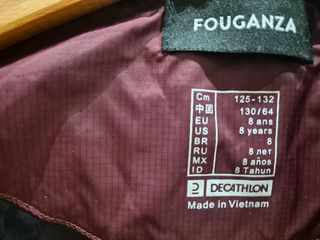 FOUGANZA
Cm 125-132
中国 130/64
EU 8 ans
US 8 years
BR 8
RU 8 лет
MX 8 años
ID 8 Tahun
DECATHLON
Made in Vietnam